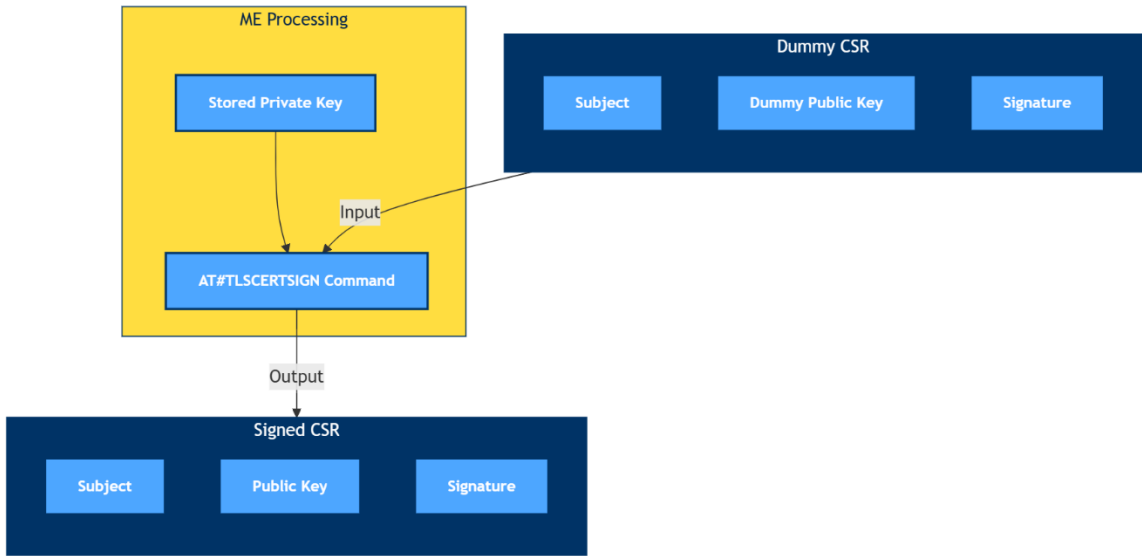 ME Processing
Stored Private Key
Dummy CSR
Subject
Dummy Public Key
Signature
Input
AT#TLSCERTSIGN Command
Output
Signed CSR
Subject
Public Key
Signature